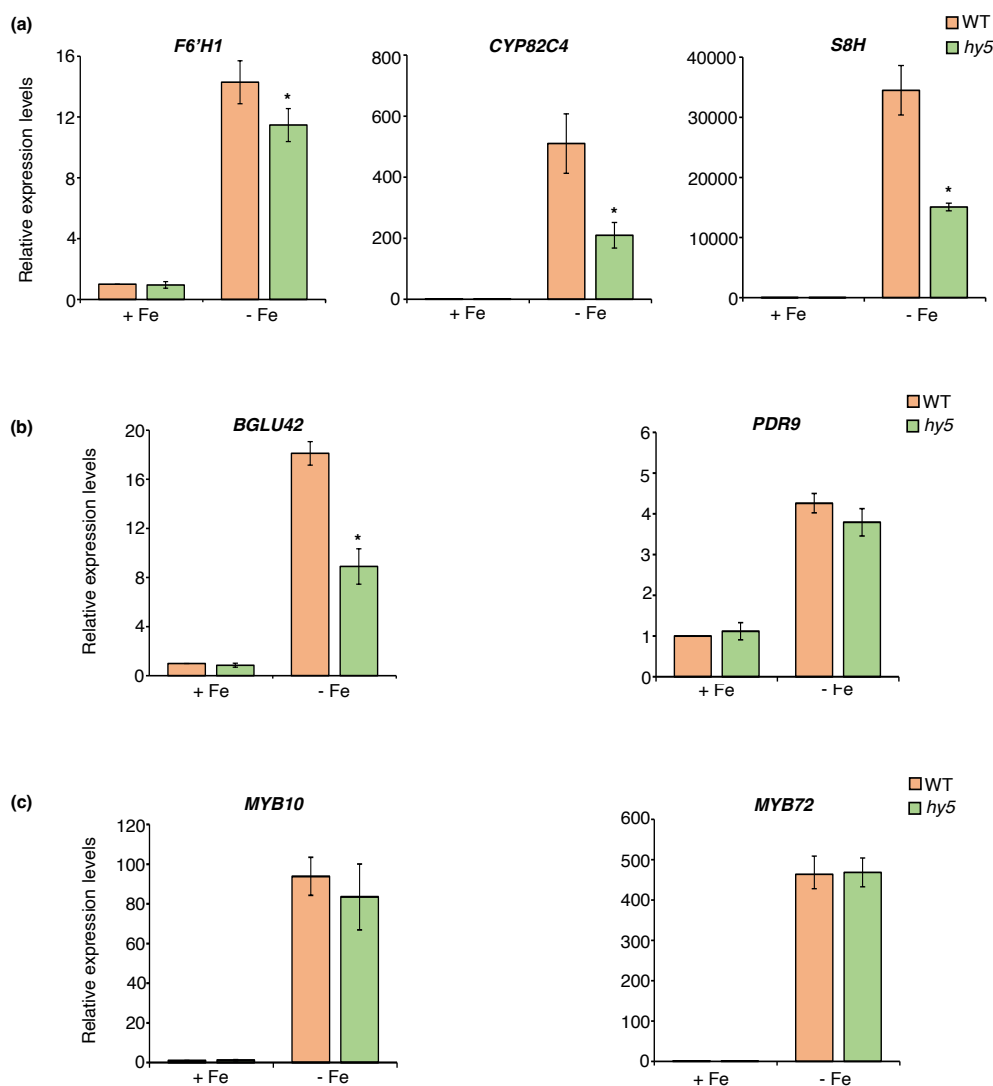 (a)
F6'H1
CYP82C4
S8H
WT
hy5
Relative expression levels
16
12
8
4
0
+ Fe
- Fe
*
800
600
400
200
0
+ Fe
- Fe
*
40000
30000
20000
10000
0
+ Fe
- Fe
*
(b)
BGLU42
PDR9
WT
hy5
Relative expression levels
20
16
12
8
4
0
+ Fe
- Fe
*
6
5
4
3
2
1
0
+ Fe
- Fe
(c)
MYB10
MYB72
WT
hy5
Relative expression levels
120
100
80
60
40
20
0
+ Fe
- Fe
600
500
400
300
200
100
0
+ Fe
- Fe